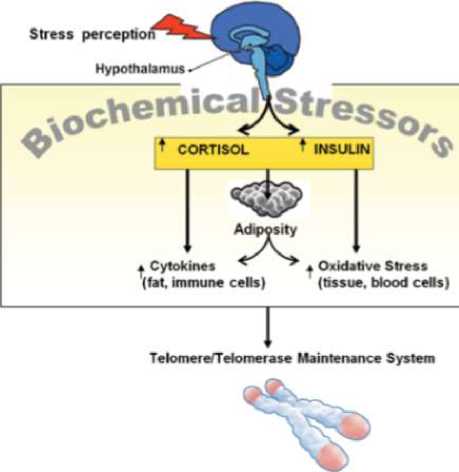 Stress perception
Hypothalamus
Biochemical Stressors
↑ CORTISOL ↑ INSULIN
Adiposity
↑ Cytokines
(fat, immune cells)
↑ Oxidative Stress
(tissue, blood cells)
Telomere/Telomerase Maintenance System